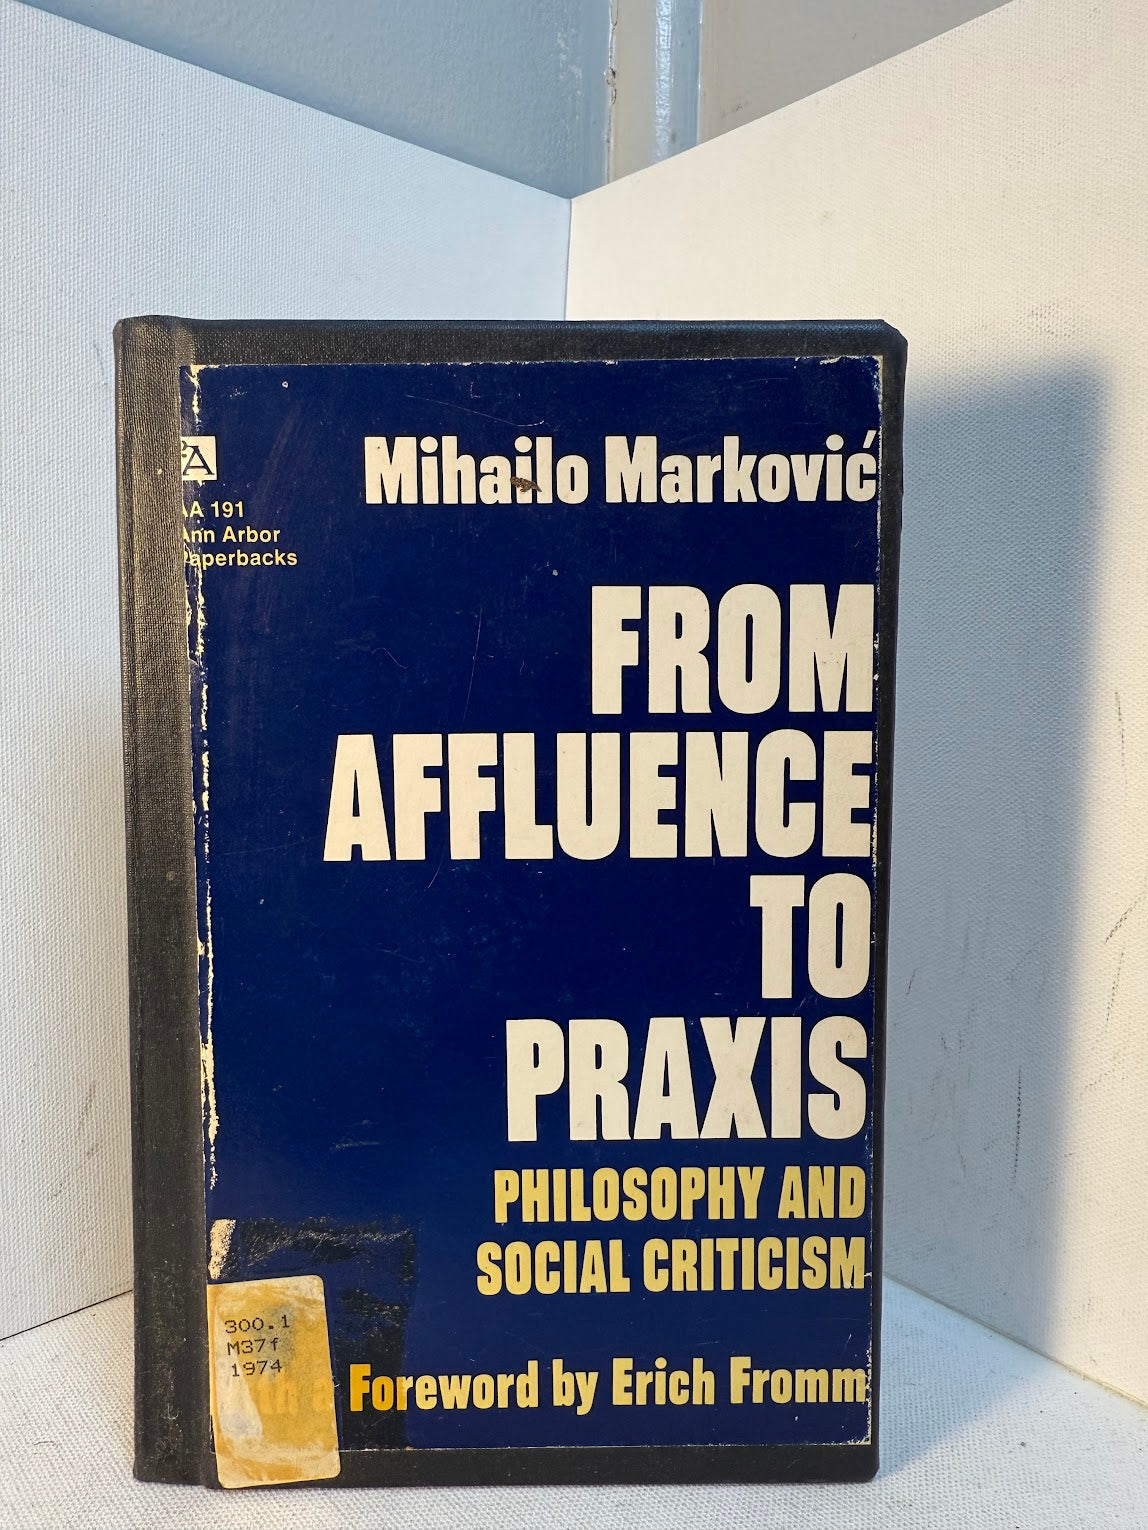 Mihailo Marković
A
AA 191
Ann Arbor
Paperbacks
FROM
AFFLUENCE
TO
PRAXIS
PHILOSOPHY AND
SOCIAL CRITICISM
300.1
M37f
1974
a Foreword by Erich Fromm